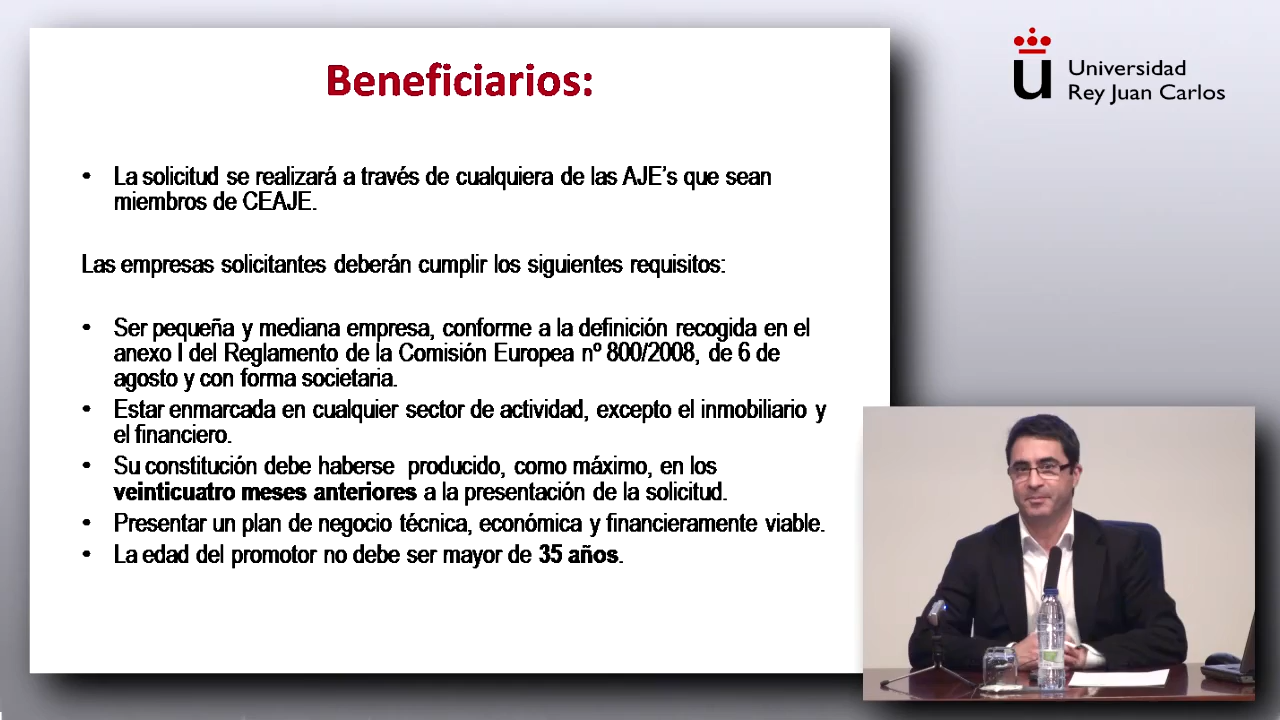 Beneficiarios:
Universidad
Rey Juan Carlos
• La solicitud se realizará a través de cualquiera de las AJE's que sean
miembros de CEAJE.
Las empresas solicitantes deberán cumplir los siguientes requisitos:
• Ser pequeña y mediana empresa, conforme a la definición recogida en el
anexo I del Reglamento de la Comisión Europea nº 800/2008, de 6 de
agosto y con forma societaria.
• Estar enmarcada en cualquier sector de actividad, excepto el inmobiliario y
el financiero.
• Su constitución debe haberse producido, como máximo, en los
veinticuatro meses anteriores a la presentación de la solicitud.
• Presentar un plan de negocio técnica, económica y financieramente viable.
• La edad del promotor no debe ser mayor de 35 años.